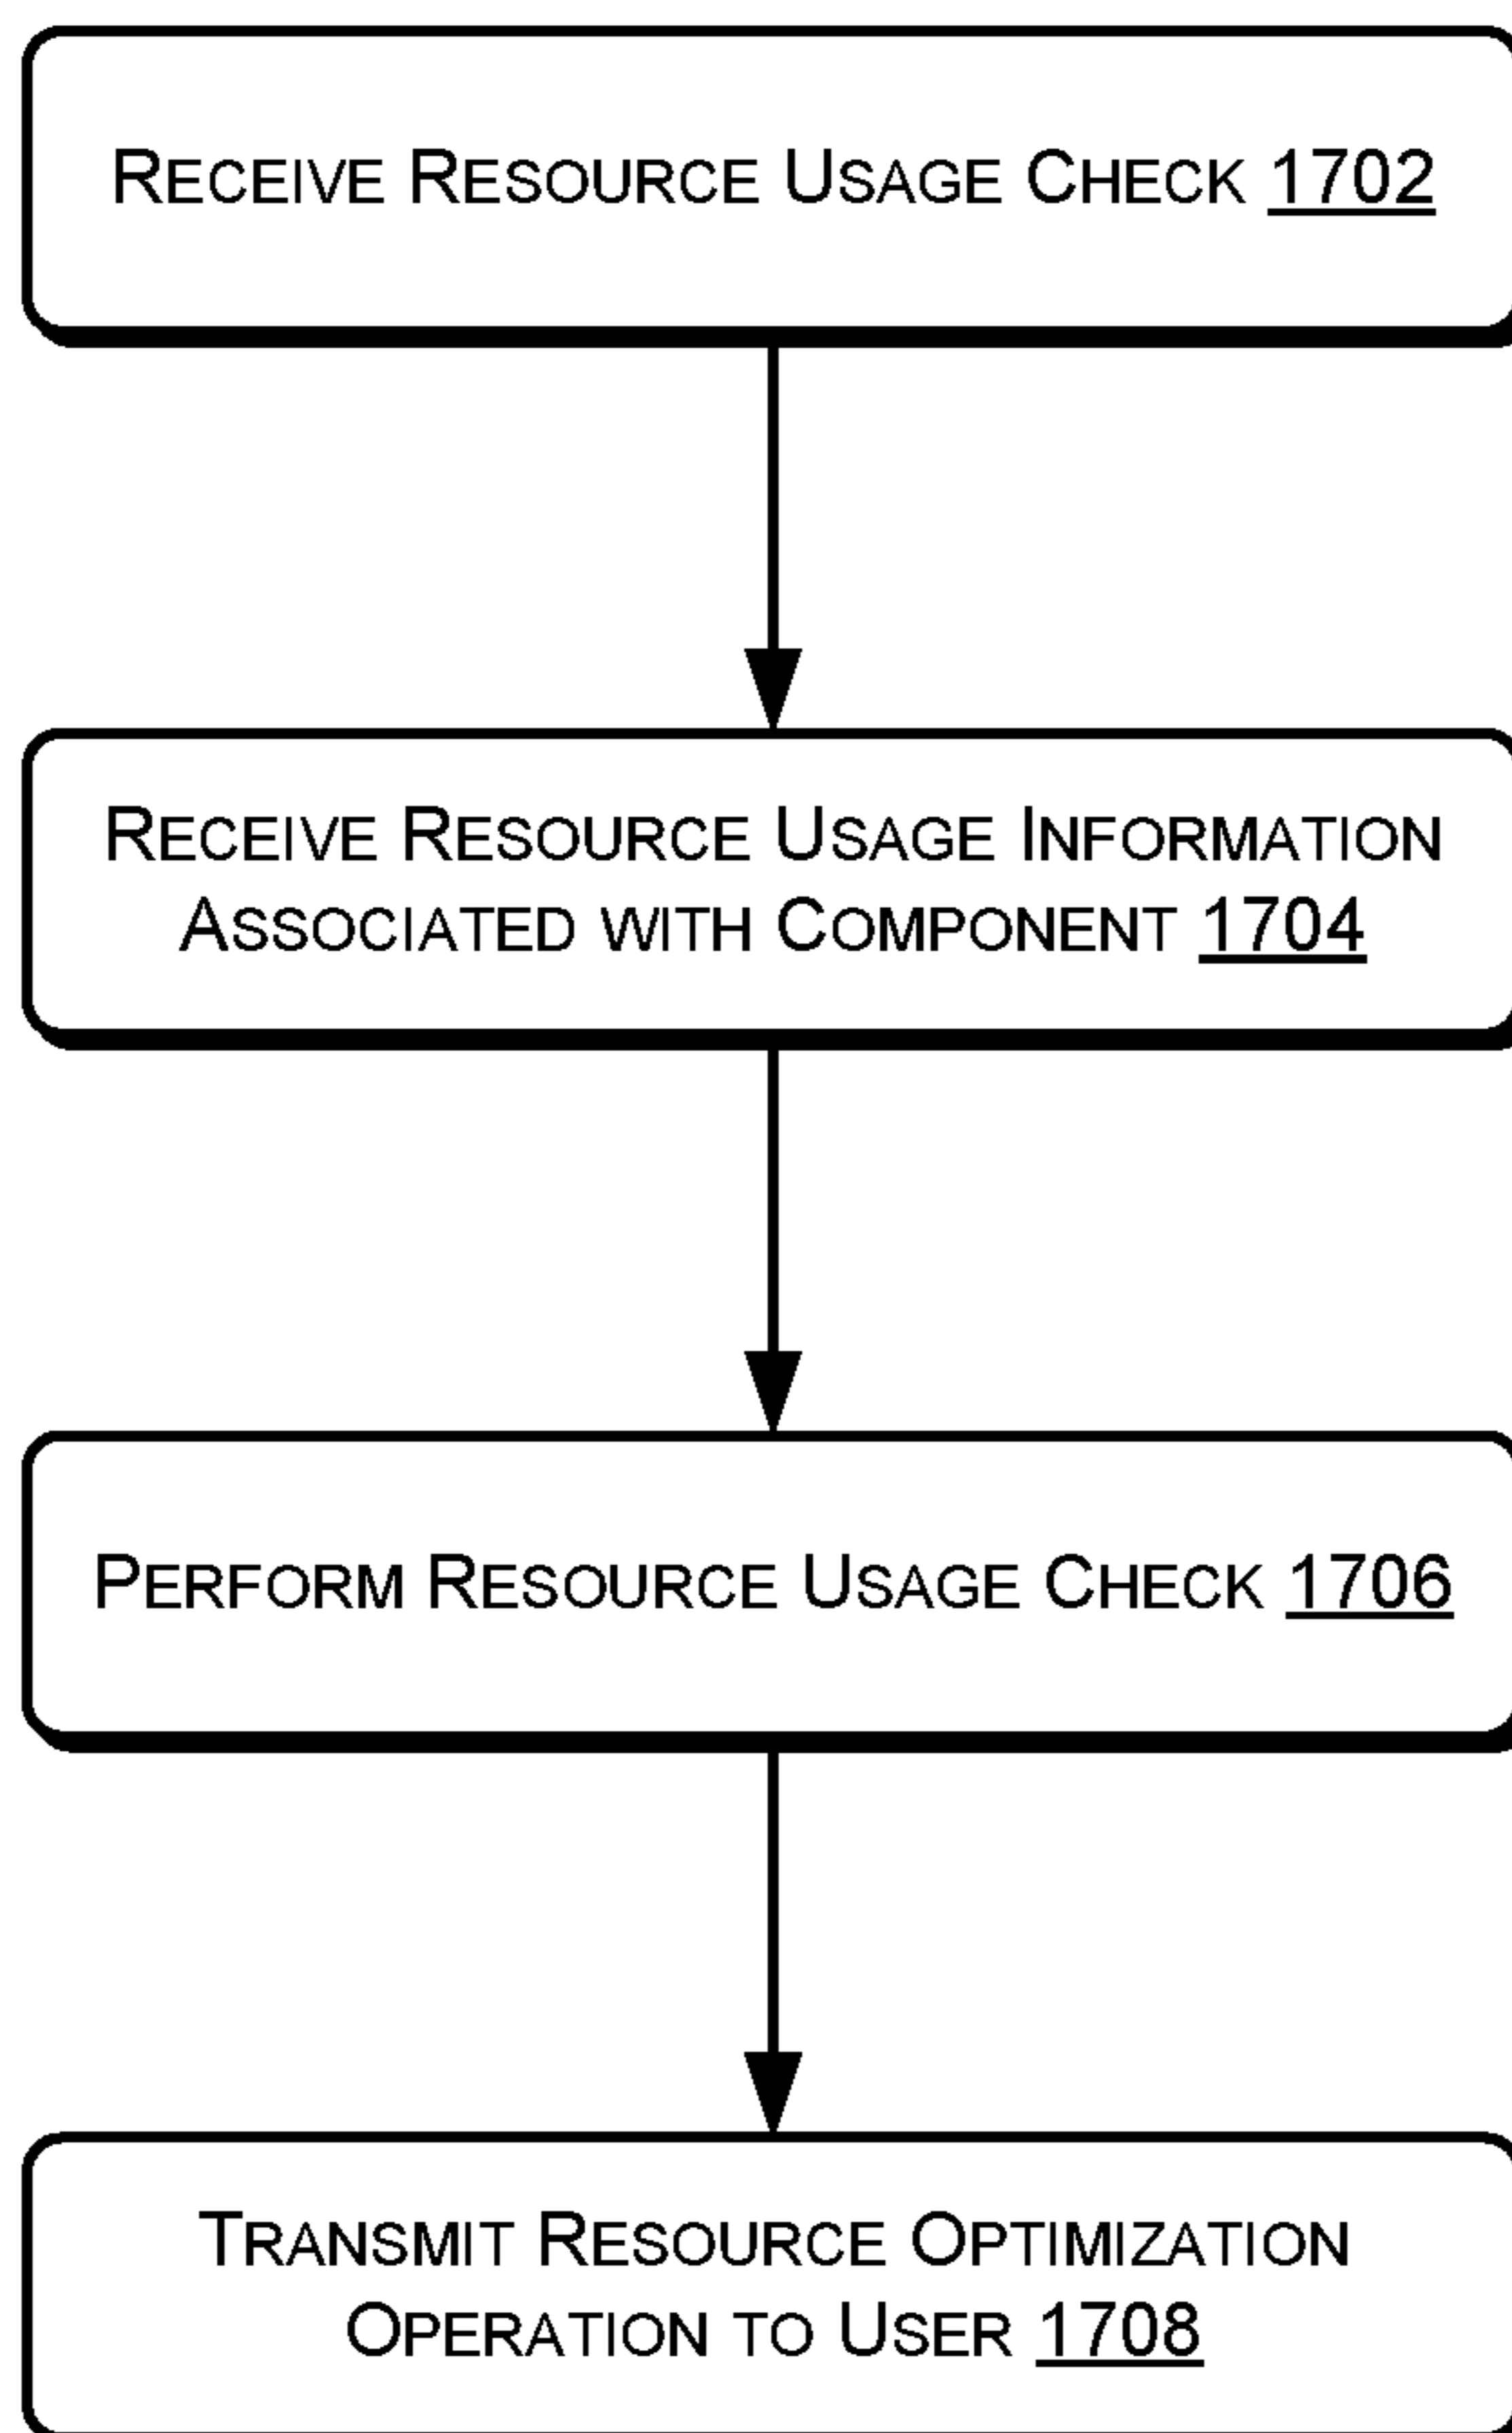 RECEIVE RESOURCE USAGE CHECK 1702
RECEIVE RESOURCE USAGE INFORMATION
ASSOCIATED WITH COMPONENT 1704
PERFORM RESOURCE USAGE CHECK 1706
TRANSMIT RESOURCE OPTIMIZATION
OPERATION TO USER 1708